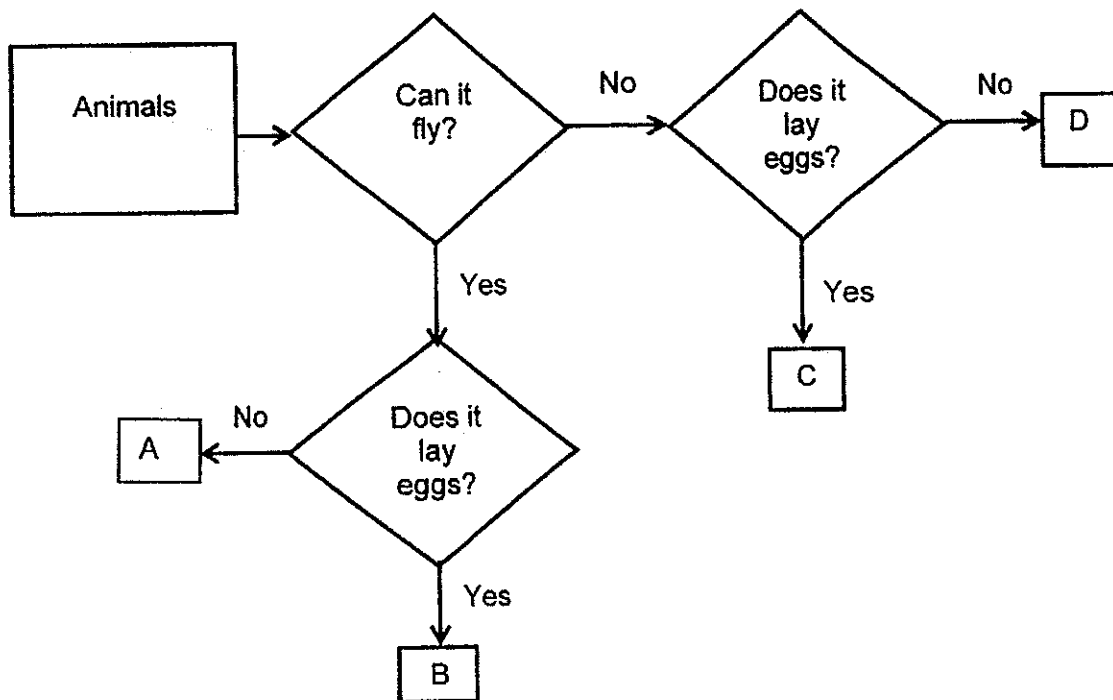 Animals
Can it
fly?
No
Does it
lay
eggs?
No
D
Yes
Yes
C
No
A
Does it
lay
eggs?
Yes
B